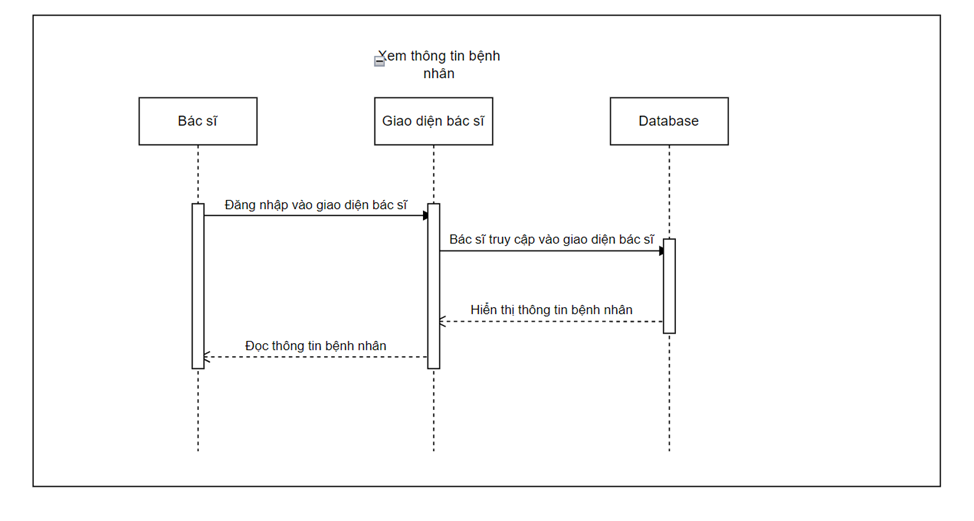 Xem thông tin bệnh
nhân
Bác sĩ
Giao diện bác sĩ
Database
Đăng nhập vào giao diện bác sĩ
Bác sĩ truy cập vào giao diện bác sĩ
Hiển thị thông tin bệnh nhân
Đọc thông tin bệnh nhân